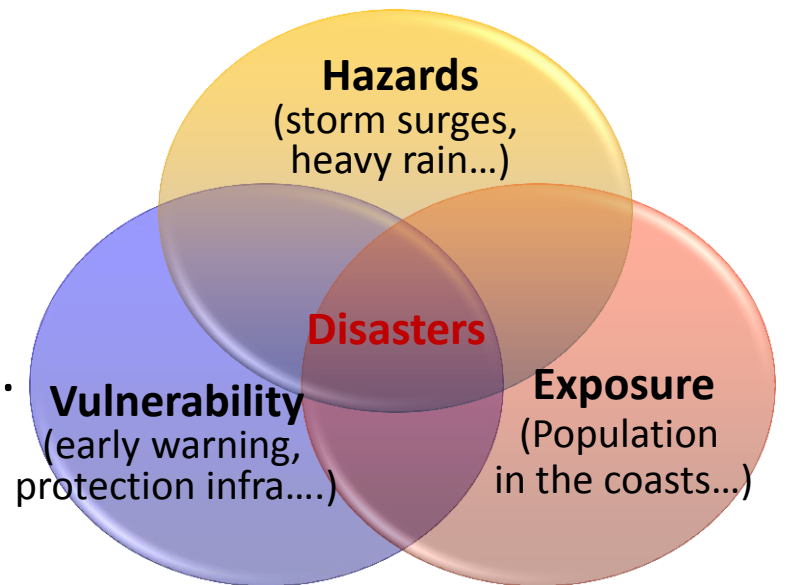 Hazards
(storm surges,
heavy rain…)
Disasters
Vulnerability
(early warning,
protection infra….)
Exposure
(Population
in the coasts…)